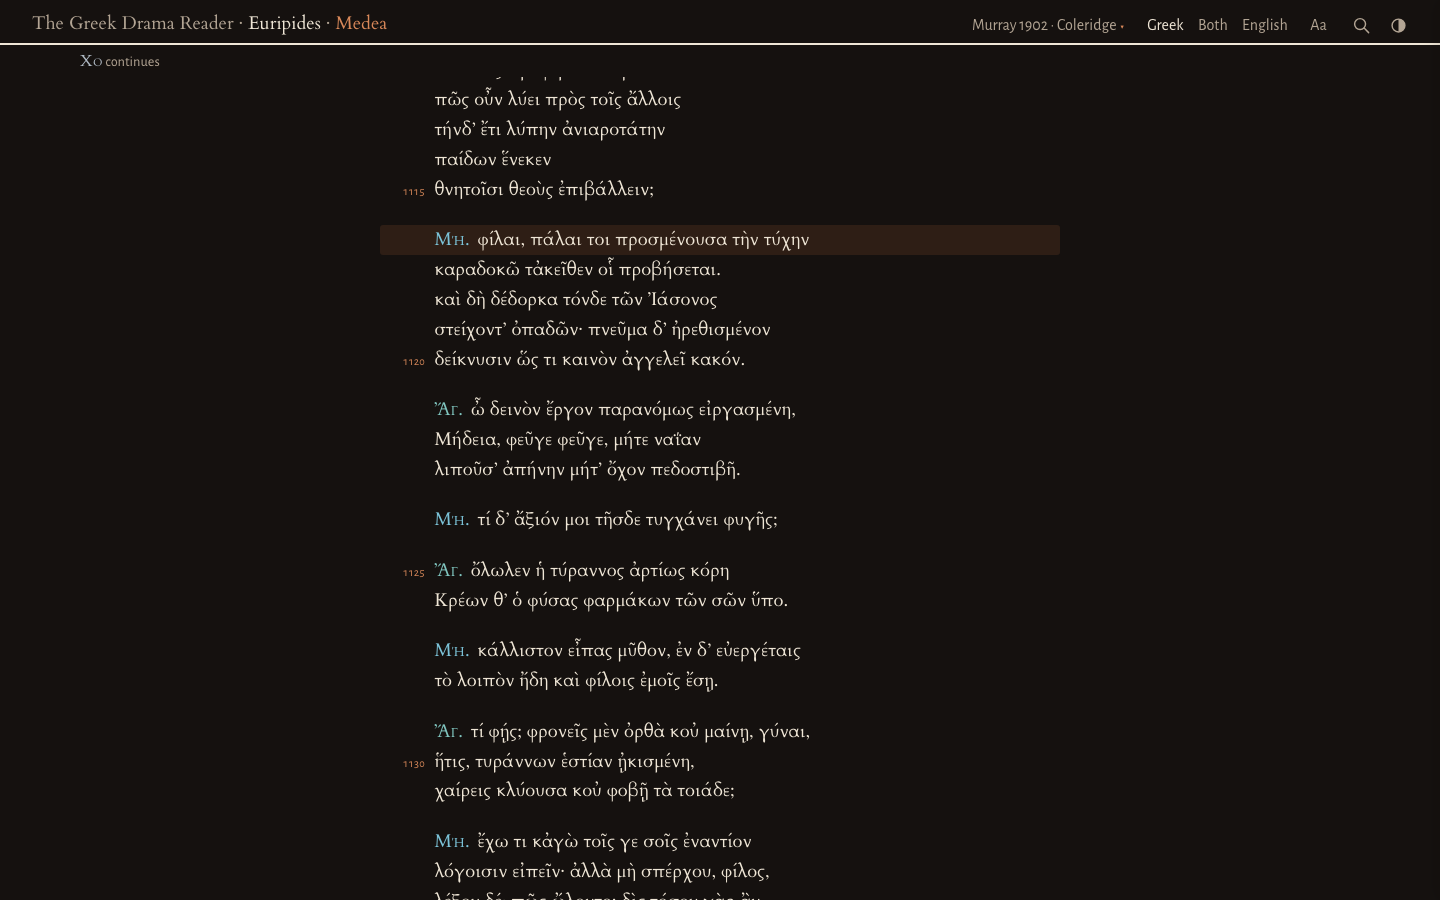 The Greek Drama Reader · Euripides · Medea
Murray 1902 · Coleridge
Greek Both English Aa
Χο continues
πῶς οὖν λύει πρὸς τοῖς ἄλλοις
τήνδ’ ἔτι λύπην ἀνιαροτάτην
παίδων ἕνεκεν
1115 θνητοῖσι θεοὺς ἐπιβάλλειν;
Μή. φίλαι, πάλαι τοι προσμένουσα τὴν τύχην
καραδοκῶ τἀκεῖθεν οἷ προβήσεται.
καὶ δὴ δέδορκα τόνδε τῶν Ἰάσονος
στείχοντ’ ὀπαδῶν· πνεῦμα δ’ ἠρεθισμένον
1120 δείκνυσιν ὥς τι καινὸν ἀγγελεῖ κακόν.
Ἄγ. ὦ δεινὸν ἔργον παρανόμως εἰργασμένη,
Μήδεια, φεῦγε φεῦγε, μήτε ναΐαν
λιποῦσ’ ἀπήνην μήτ’ ὄχον πεδοστιβῆ.
Μή. τί δ’ ἄξιόν μοι τῆσδε τυγχάνει φυγῆς;
1125 Ἄγ. ὄλωλεν ἡ τύραννος ἀρτίως κόρη
Κρέων θ’ ὁ φύσας φαρμάκων τῶν σῶν ὕπο.
Μή. κάλλιστον εἶπας μῦθον, ἐν δ’ εὐεργέταις
τὸ λοιπὸν ἤδη καὶ φίλοις ἐμοῖς ἔσῃ.
Ἄγ. τί φῄς; φρονεῖς μὲν ὀρθὰ κοὐ μαίνῃ, γύναι,
1130 ἥτις, τυράννων ἑστίαν ᾐκισμένη,
χαίρεις κλύουσα κοὐ φοβῇ τὰ τοιάδε;
Μή. ἔχω τι κἀγὼ τοῖς γε σοῖς ἐναντίον
λόγοισιν εἰπεῖν· ἀλλὰ μὴ σπέρχου, φίλος,